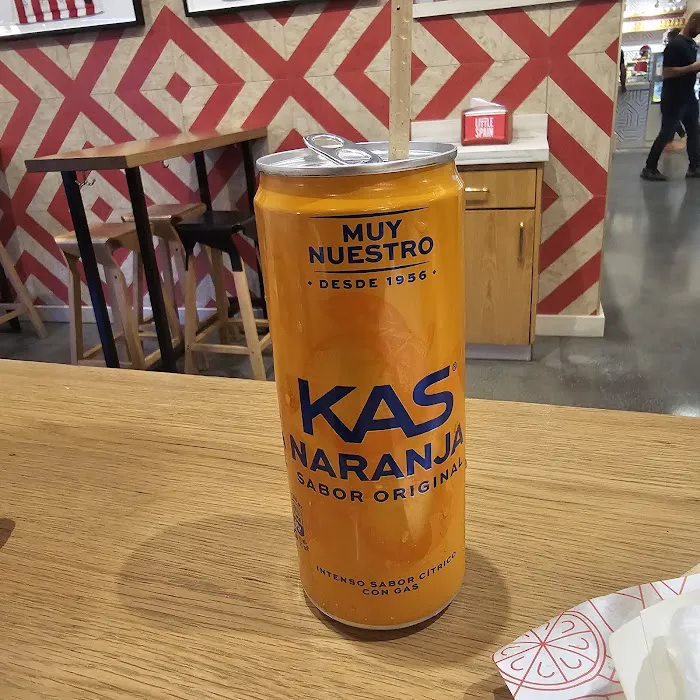 LITTLE
SPAIN
MUY
NUESTRO
DESDE 1956
KAS®
NARANJA
SABOR ORIGINAL
INTENSO SABOR CÍTRICO
CON GAS